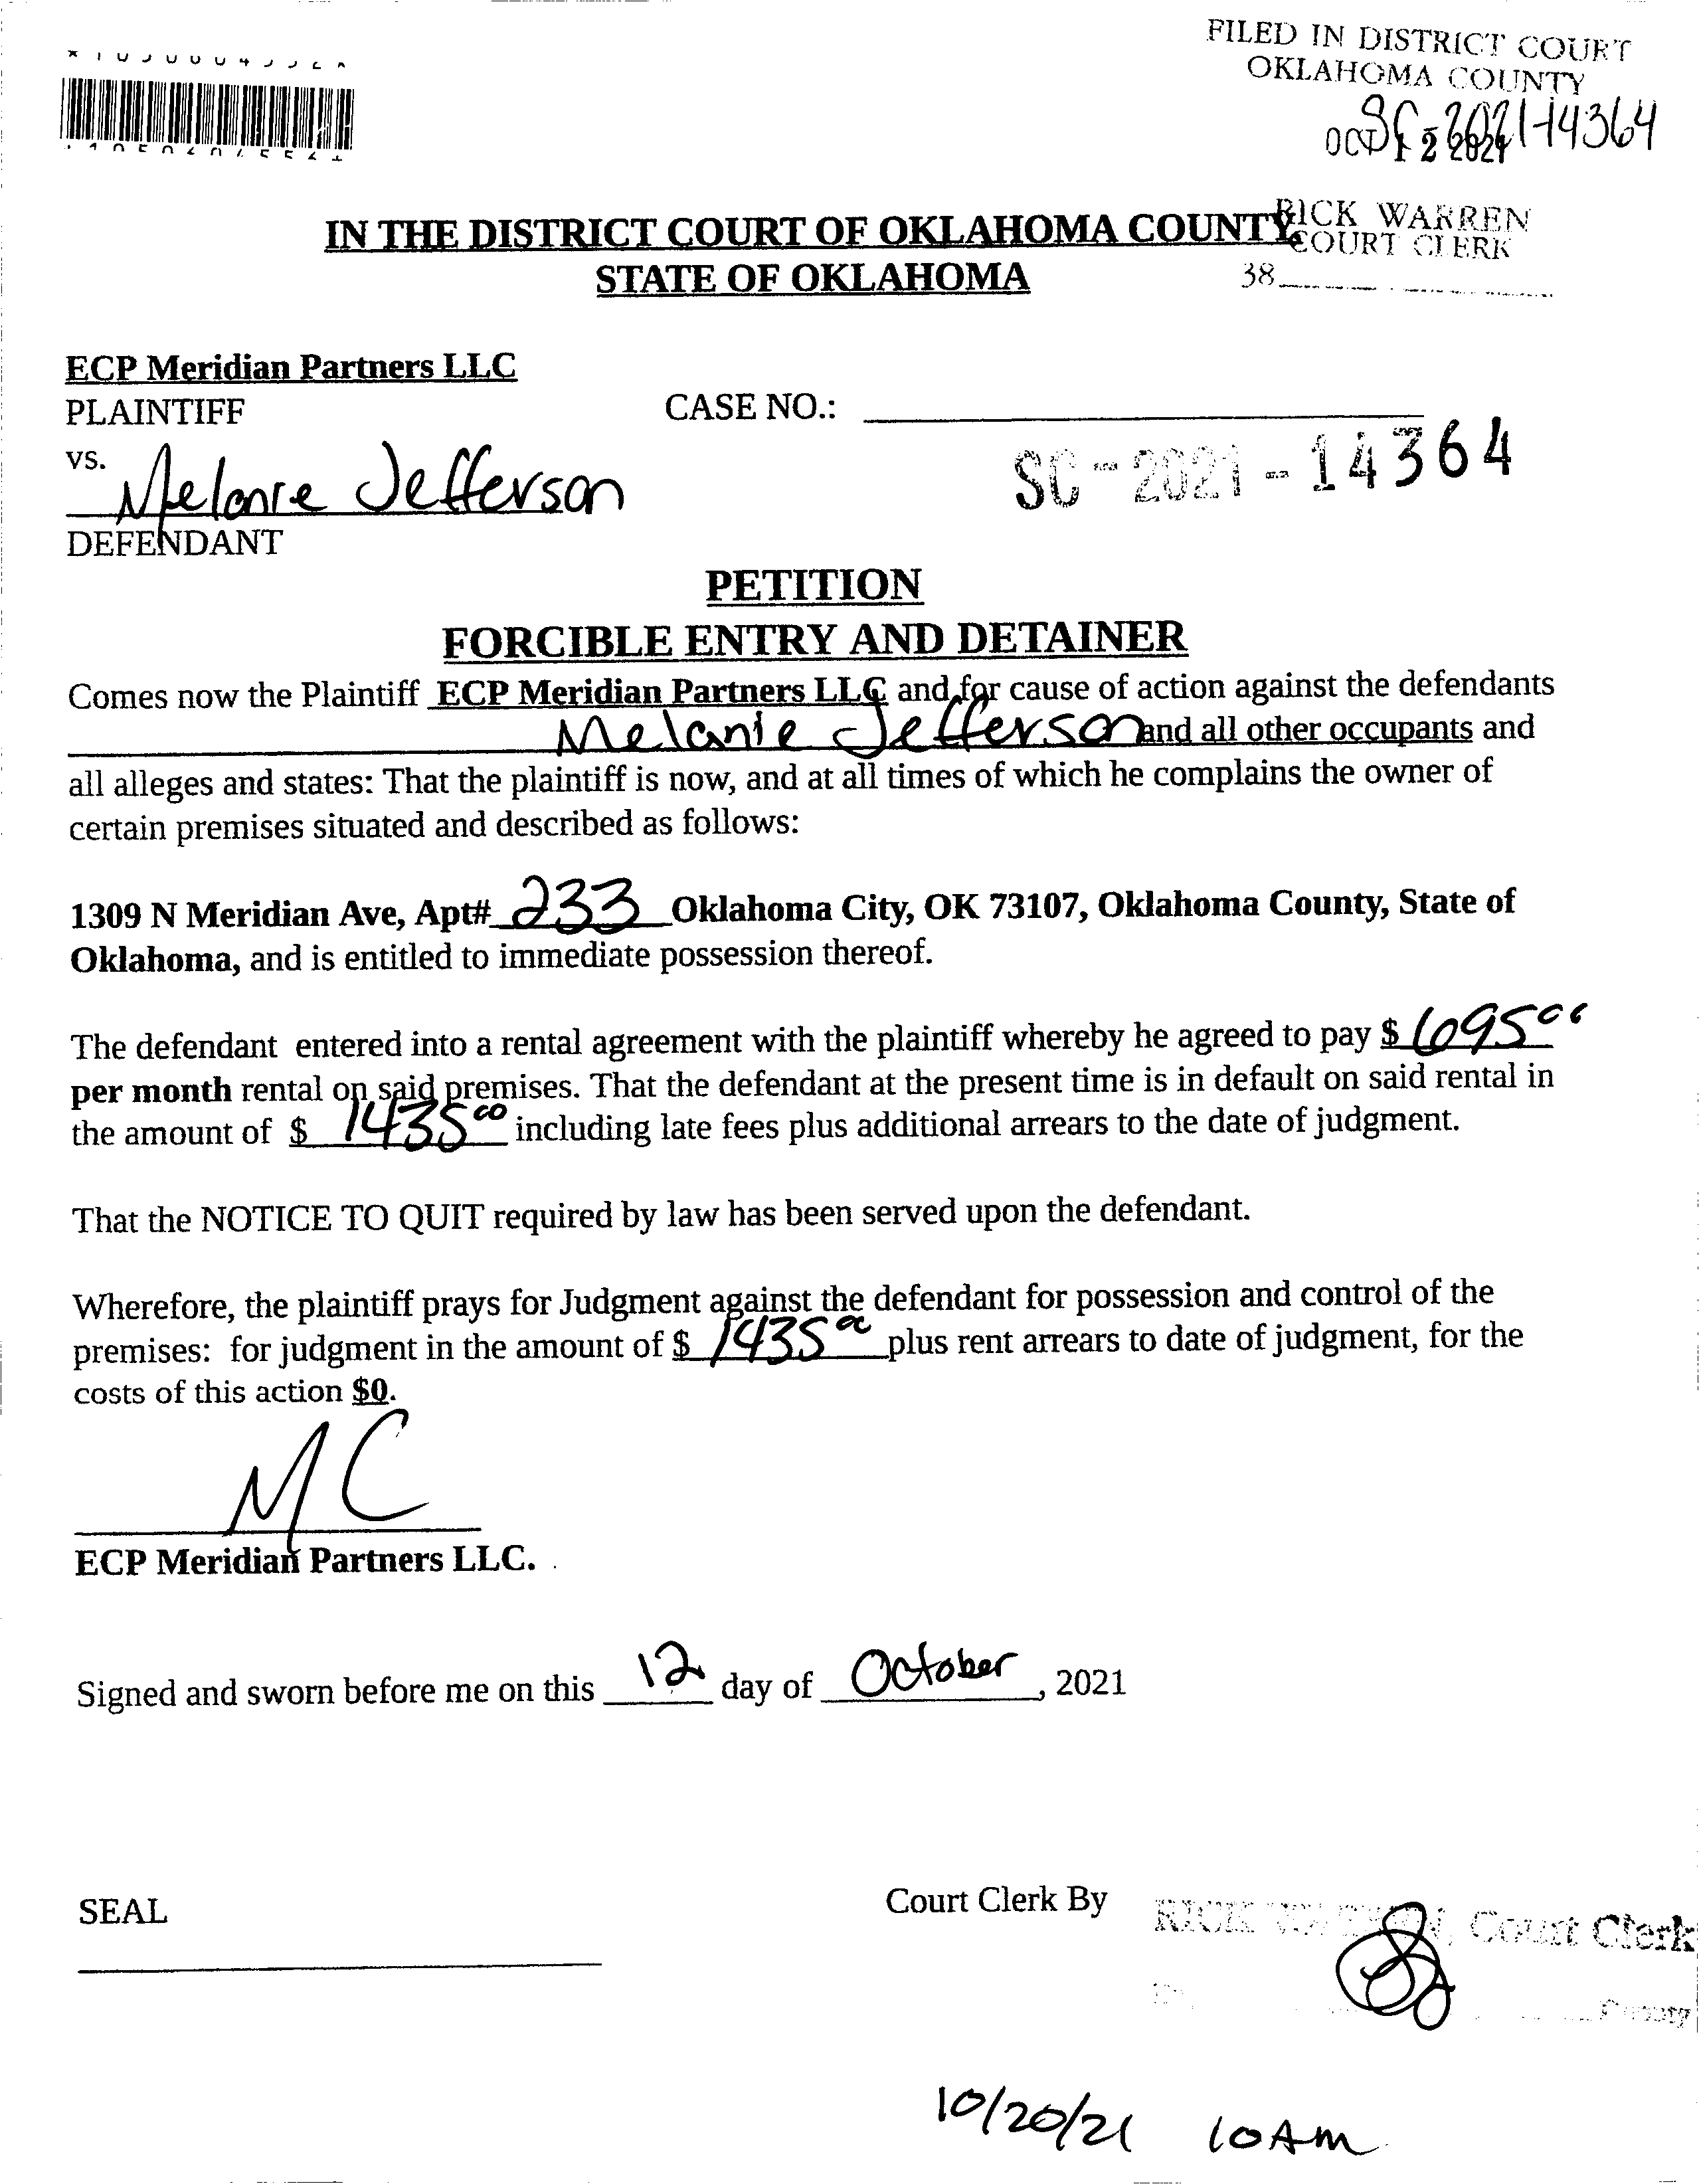 FILED IN DISTRICT COURT
OKLAHOMA COUNTY
SC-2021-14364
OCT 12 2021
RICK WARREN
COURT CLERK
38
IN THE DISTRICT COURT OF OKLAHOMA COUNTY
STATE OF OKLAHOMA
ECP Meridian Partners LLC
PLAINTIFF
CASE NO.:
vs.
SC-2021-14364
Melanie Jefferson
DEFENDANT
PETITION
FORCIBLE ENTRY AND DETAINER
Comes now the Plaintiff ECP Meridian Partners LLC and for cause of action against the defendants
Melanie Jefferson and all other occupants and
all alleges and states: That the plaintiff is now, and at all times of which he complains the owner of
certain premises situated and described as follows:
1309 N Meridian Ave, Apt# 233 Oklahoma City, OK 73107, Oklahoma County, State of
Oklahoma, and is entitled to immediate possession thereof.
The defendant entered into a rental agreement with the plaintiff whereby he agreed to pay $ 695 00
per month rental on said premises. That the defendant at the present time is in default on said rental in
the amount of $ 1435 00 including late fees plus additional arrears to the date of judgment.
That the NOTICE TO QUIT required by law has been served upon the defendant.
Wherefore, the plaintiff prays for Judgment against the defendant for possession and control of the
premises: for judgment in the amount of $ 1435 00 plus rent arrears to date of judgment, for the
costs of this action $0.
MC
ECP Meridian Partners LLC.
Signed and sworn before me on this 12 day of October, 2021
SEAL
Court Clerk By
RICK WARREN, Court Clerk
County
10/20/21 10AM